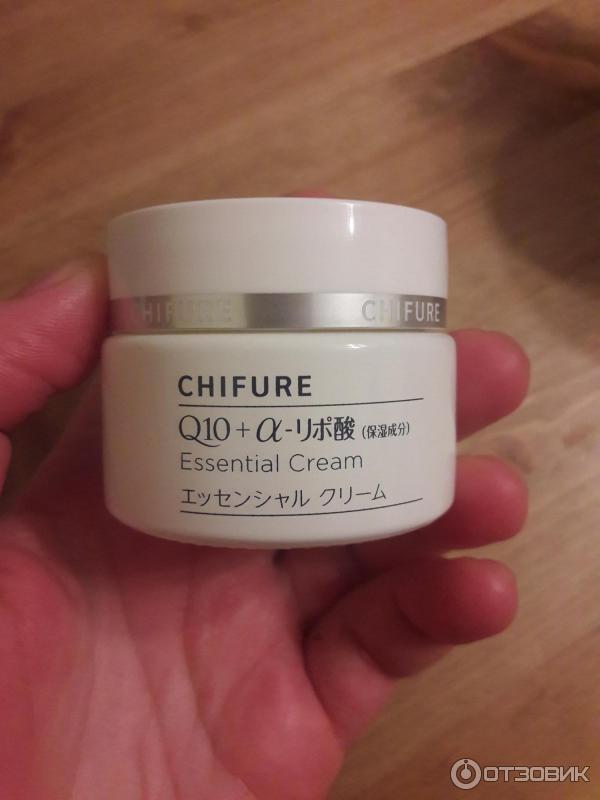 CHIFURE CHIFURE
CHIFURE
Q10+α-リポ酸(保湿成分)
Essential Cream
エッセンシャル クリーム
ОТЗОВИК